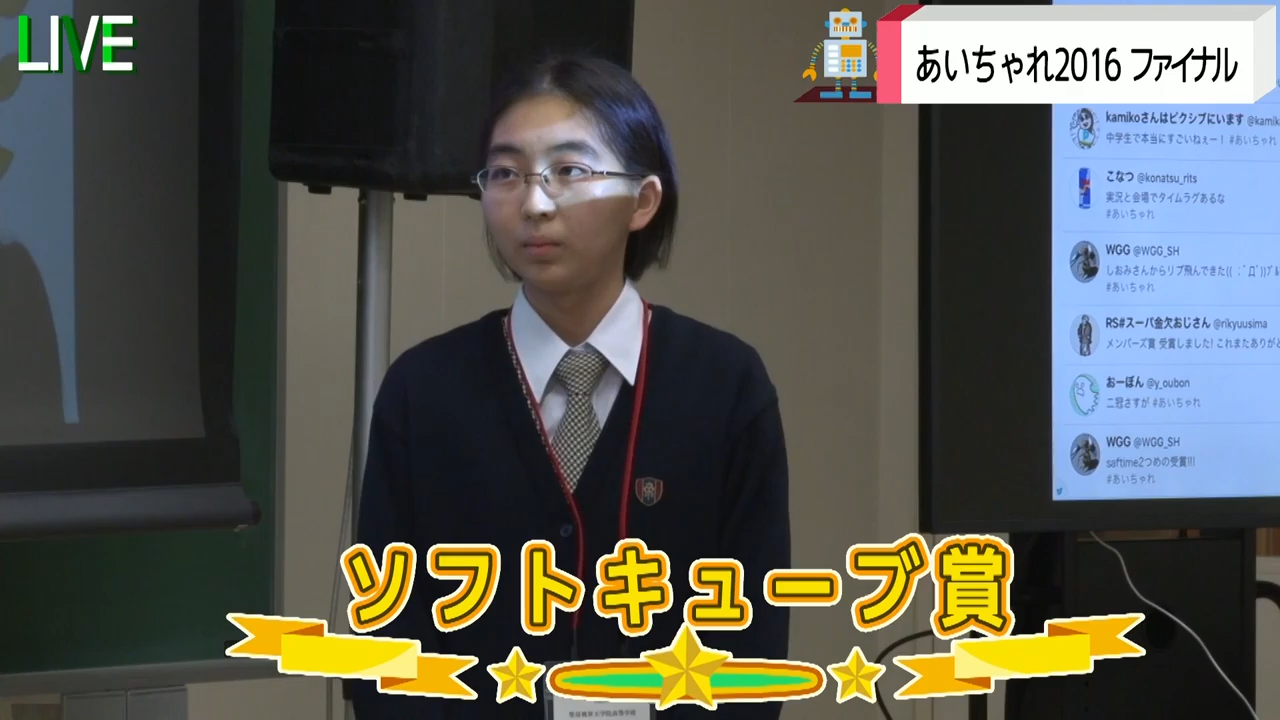 LIVE
あいちゃれ2016 ファイナル
kamikoさんはピクシブにいます @kamik
中学生で本当にすごいねぇー! #あいちゃれ
こなつ @konatsu_rits
実況と会場でタイムラグあるな
#あいちゃれ
WGG @WGG_SH
しおみさんからリプ飛んできた((；ﾟДﾟ))ﾌﾞﾙ
#あいちゃれ
RS#スーパ金欠おじさん @rikyuusima
メンバーズ賞 受賞しました! これまたありがと
おーぼん @y_oubon
二冠さすが #あいちゃれ
WGG @WGG_SH
saftime2つめの受賞!!!
#あいちゃれ
ソフトキューブ賞